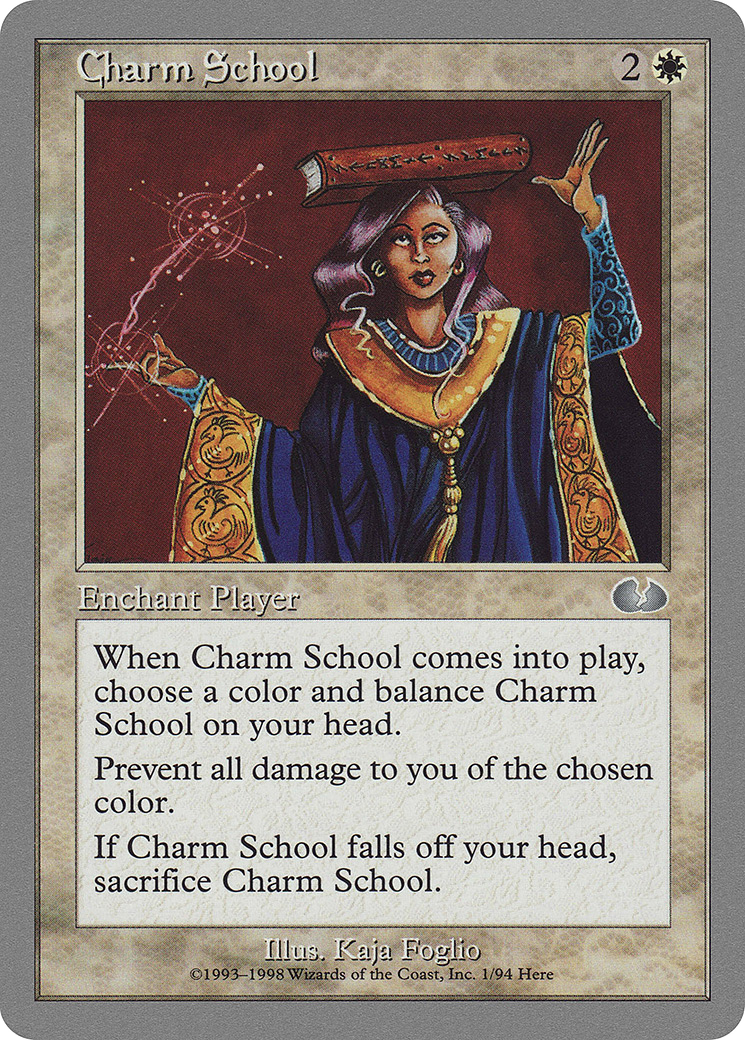 Charm School 2
Enchant Player
When Charm School comes into play,
choose a color and balance Charm
School on your head.
Prevent all damage to you of the chosen
color.
If Charm School falls off your head,
sacrifice Charm School.
Illus. Kaja Foglio
©1993–1998 Wizards of the Coast, Inc. 1/94 Here